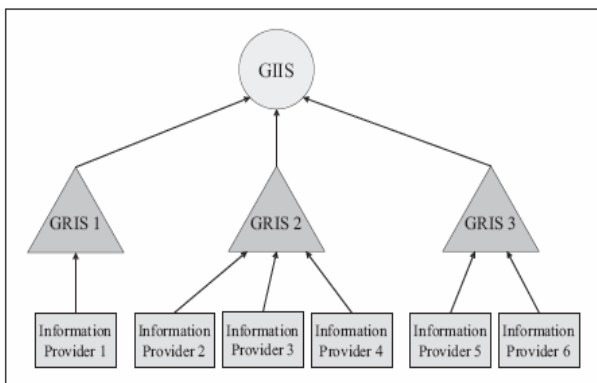 GIIS
GRIS 1
GRIS 2
GRIS 3
Information
Provider 1
Information
Provider 2
Information
Provider 3
Information
Provider 4
Information
Provider 5
Information
Provider 6